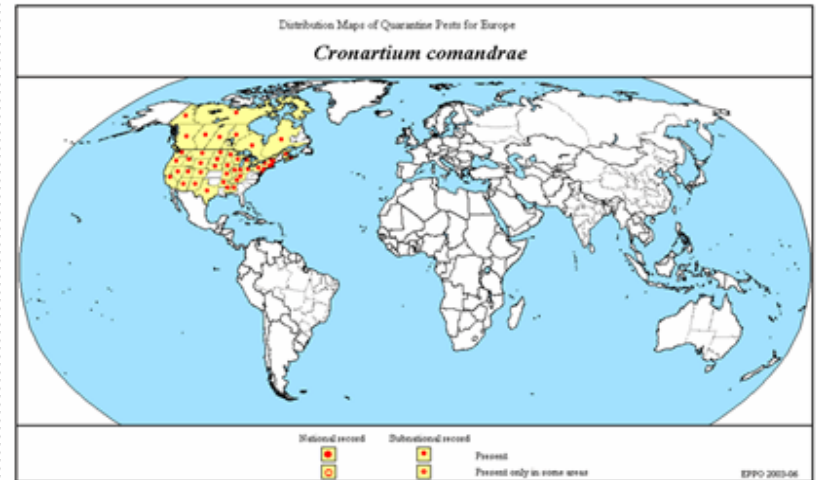 Distribution Maps of Quarantine Pests for Europe
Cronartium comandrae
National record Subnational record
Present
Present only in some areas
EPPO 2003-06